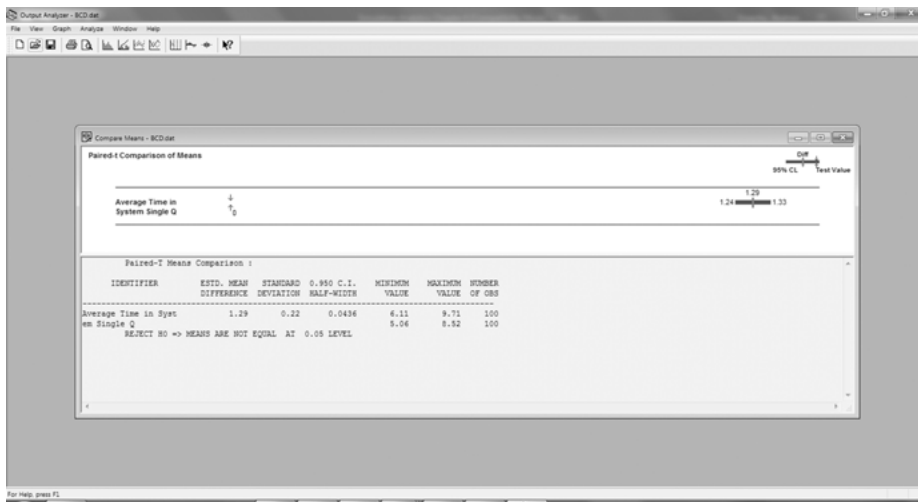 Output Analyzer - BCD.dat
File View Graph Analyze Window Help
Compare Means - BCD.dat
Paired-t Comparison of Means
Diff
95% CL Test Value
Average Time in
System Single Q
0
1.29
1.24 1.33
Paired-T Means Comparison :
IDENTIFIER ESTD. MEAN STANDARD 0.950 C.I. MINIMUM MAXIMUM NUMBER
DIFFERENCE DEVIATION HALF-WIDTH VALUE VALUE OF OBS
Average Time in Syst 1.29 0.22 0.0436 6.11 9.71 100
em Single Q 5.06 8.52 100
REJECT H0 => MEANS ARE NOT EQUAL AT 0.05 LEVEL
For Help, press F1